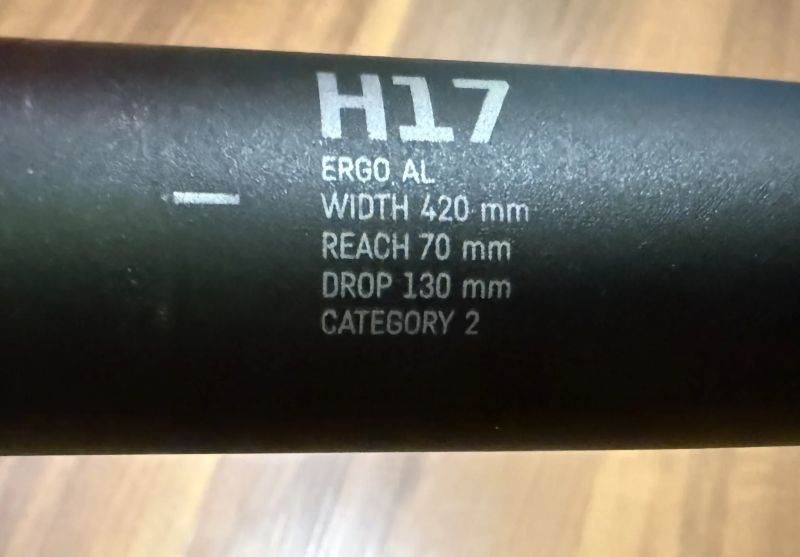 H17
ERGO AL
WIDTH 420 mm
REACH 70 mm
DROP 130 mm
CATEGORY 2